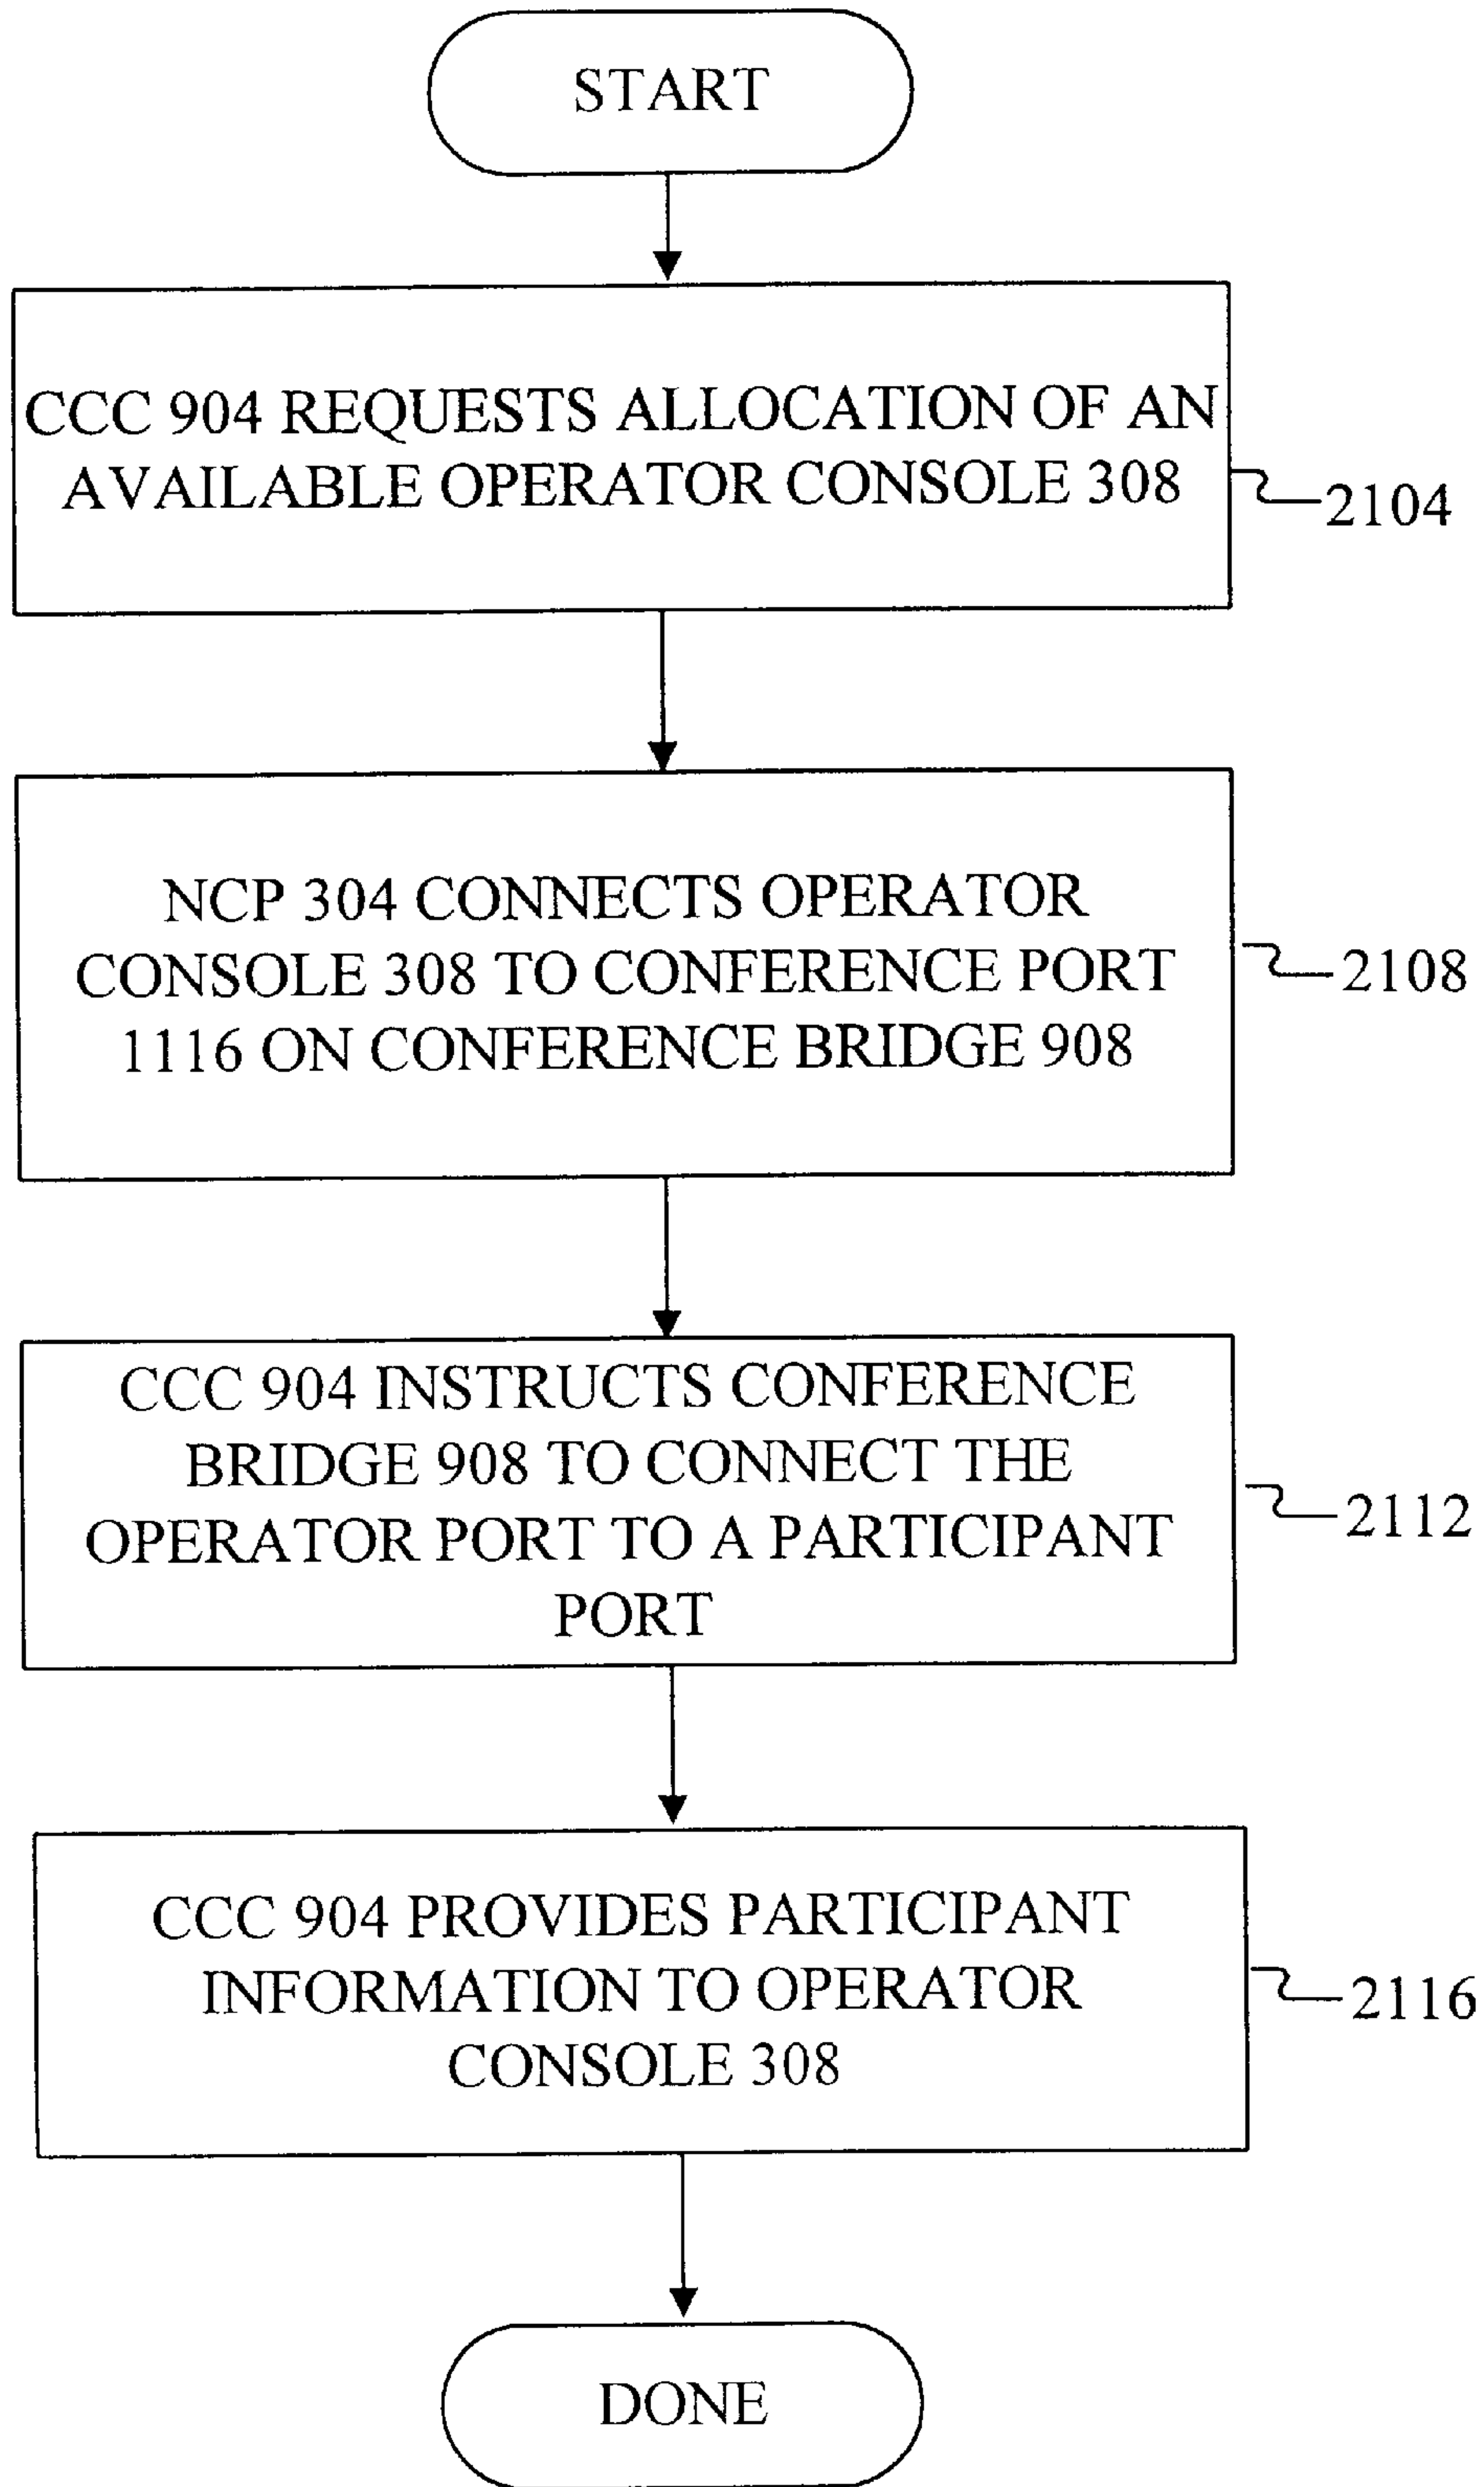 START
CCC 904 REQUESTS ALLOCATION OF AN
AVAILABLE OPERATOR CONSOLE 308
2104
NCP 304 CONNECTS OPERATOR
CONSOLE 308 TO CONFERENCE PORT
1116 ON CONFERENCE BRIDGE 908
2108
CCC 904 INSTRUCTS CONFERENCE
BRIDGE 908 TO CONNECT THE
OPERATOR PORT TO A PARTICIPANT
PORT
2112
CCC 904 PROVIDES PARTICIPANT
INFORMATION TO OPERATOR
CONSOLE 308
2116
DONE